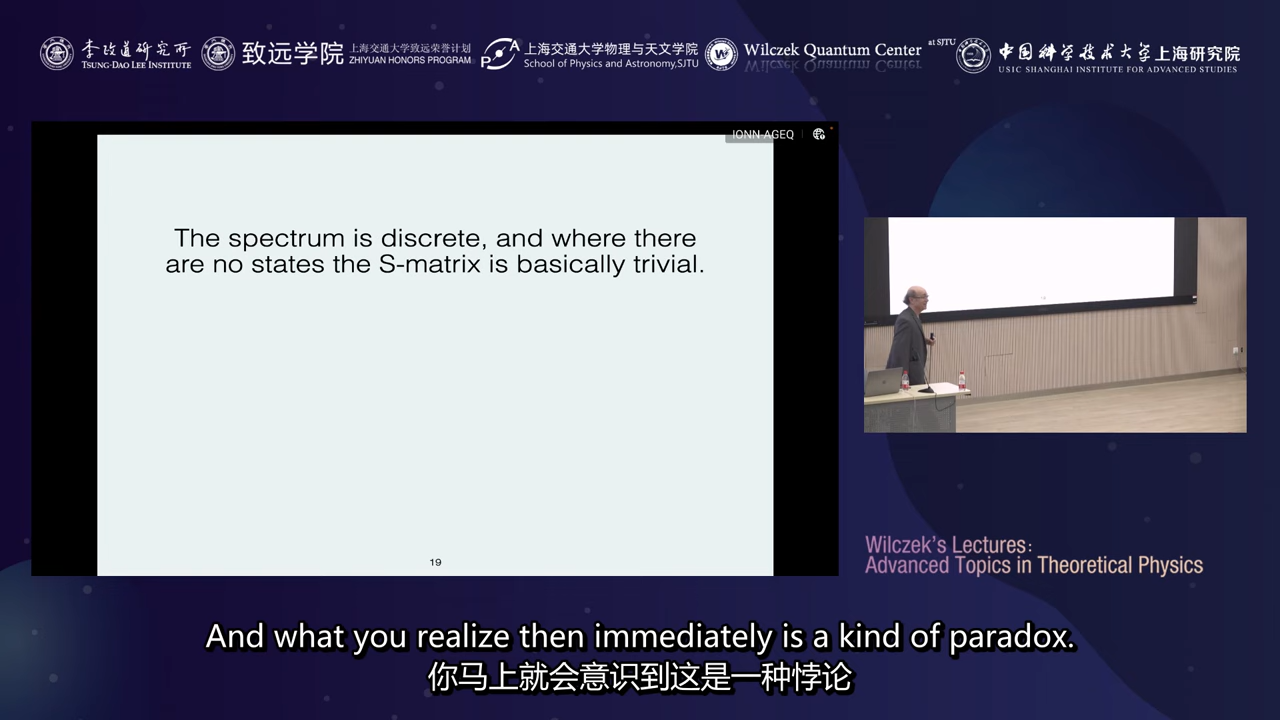 李政道研究所
TSUNG-DAO LEE INSTITUTE
致远学院
上海交通大学致远荣誉计划
ZHIYUAN HONORS PROGRAM
上海交通大学物理与天文学院
School of Physics and Astronomy,SJTU
Wilczek Quantum Center
at SJTU
中国科学技术大学上海研究院
USTC SHANGHAI INSTITUTE FOR ADVANCED STUDIES
The spectrum is discrete, and where there
are no states the S-matrix is basically trivial.
19
Wilczek's Lectures:
Advanced Topics in Theoretical Physics
And what you realize then immediately is a kind of paradox.
你马上就会意识到这是一种悖论